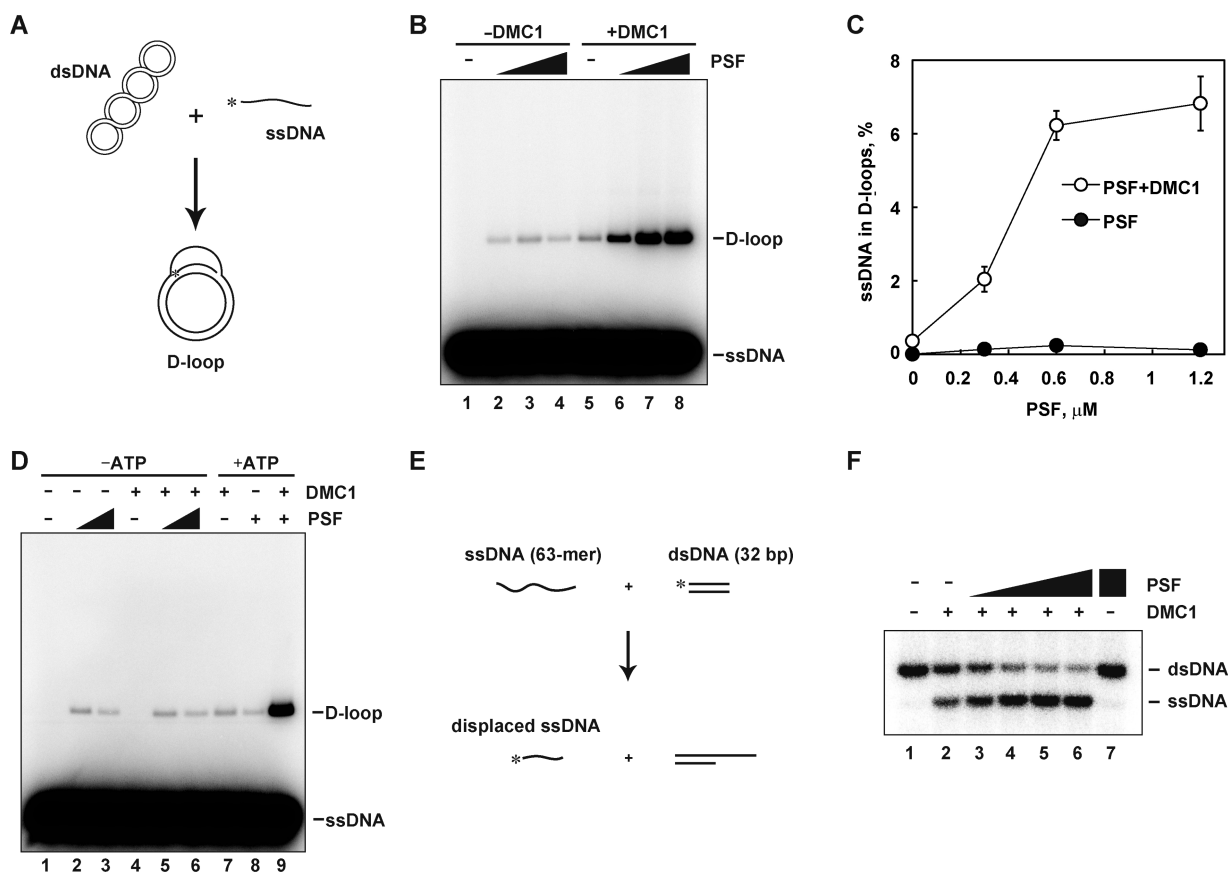 A
dsDNA
+
*
ssDNA
*
D-loop
B
–DMC1 +DMC1
– – PSF
D-loop
ssDNA
1 2 3 4 5 6 7 8
C
8
6
4
2
0
ssDNA in D-loops, %
PSF+DMC1
PSF
0 0.2 0.4 0.6 0.8 1 1.2
PSF, μM
D
–ATP +ATP
– – – + + + + – + DMC1
– – – + + PSF
D-loop
ssDNA
1 2 3 4 5 6 7 8 9
E
ssDNA (63-mer) dsDNA (32 bp)
+ *
displaced ssDNA
* +
F
– – PSF
– + + + + + – DMC1
– dsDNA
– ssDNA
1 2 3 4 5 6 7